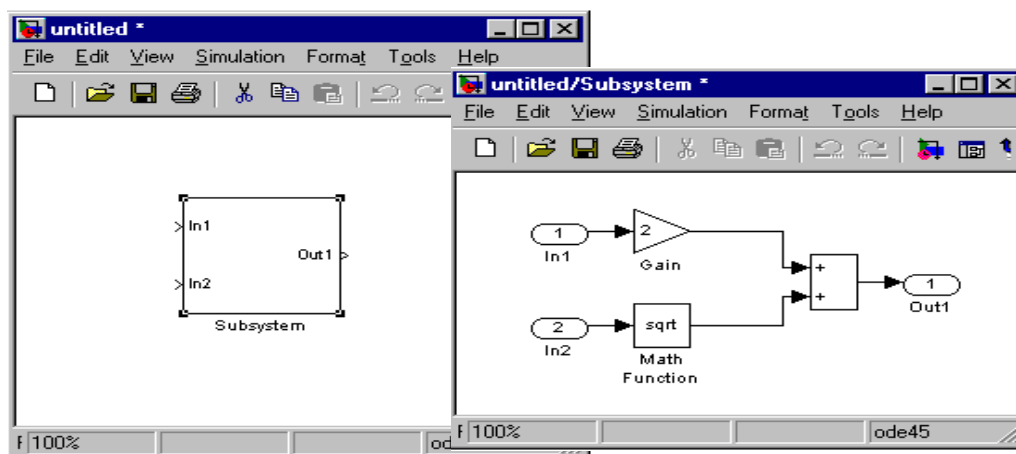 untitled *
File Edit View Simulation Format Tools Help
In1
Out1
In2
Subsystem
100%
untitled/Subsystem *
File Edit View Simulation Format Tools Help
1
In1
2
Gain
+
+
1
Out1
2
In2
sqrt
Math
Function
100%
ode45